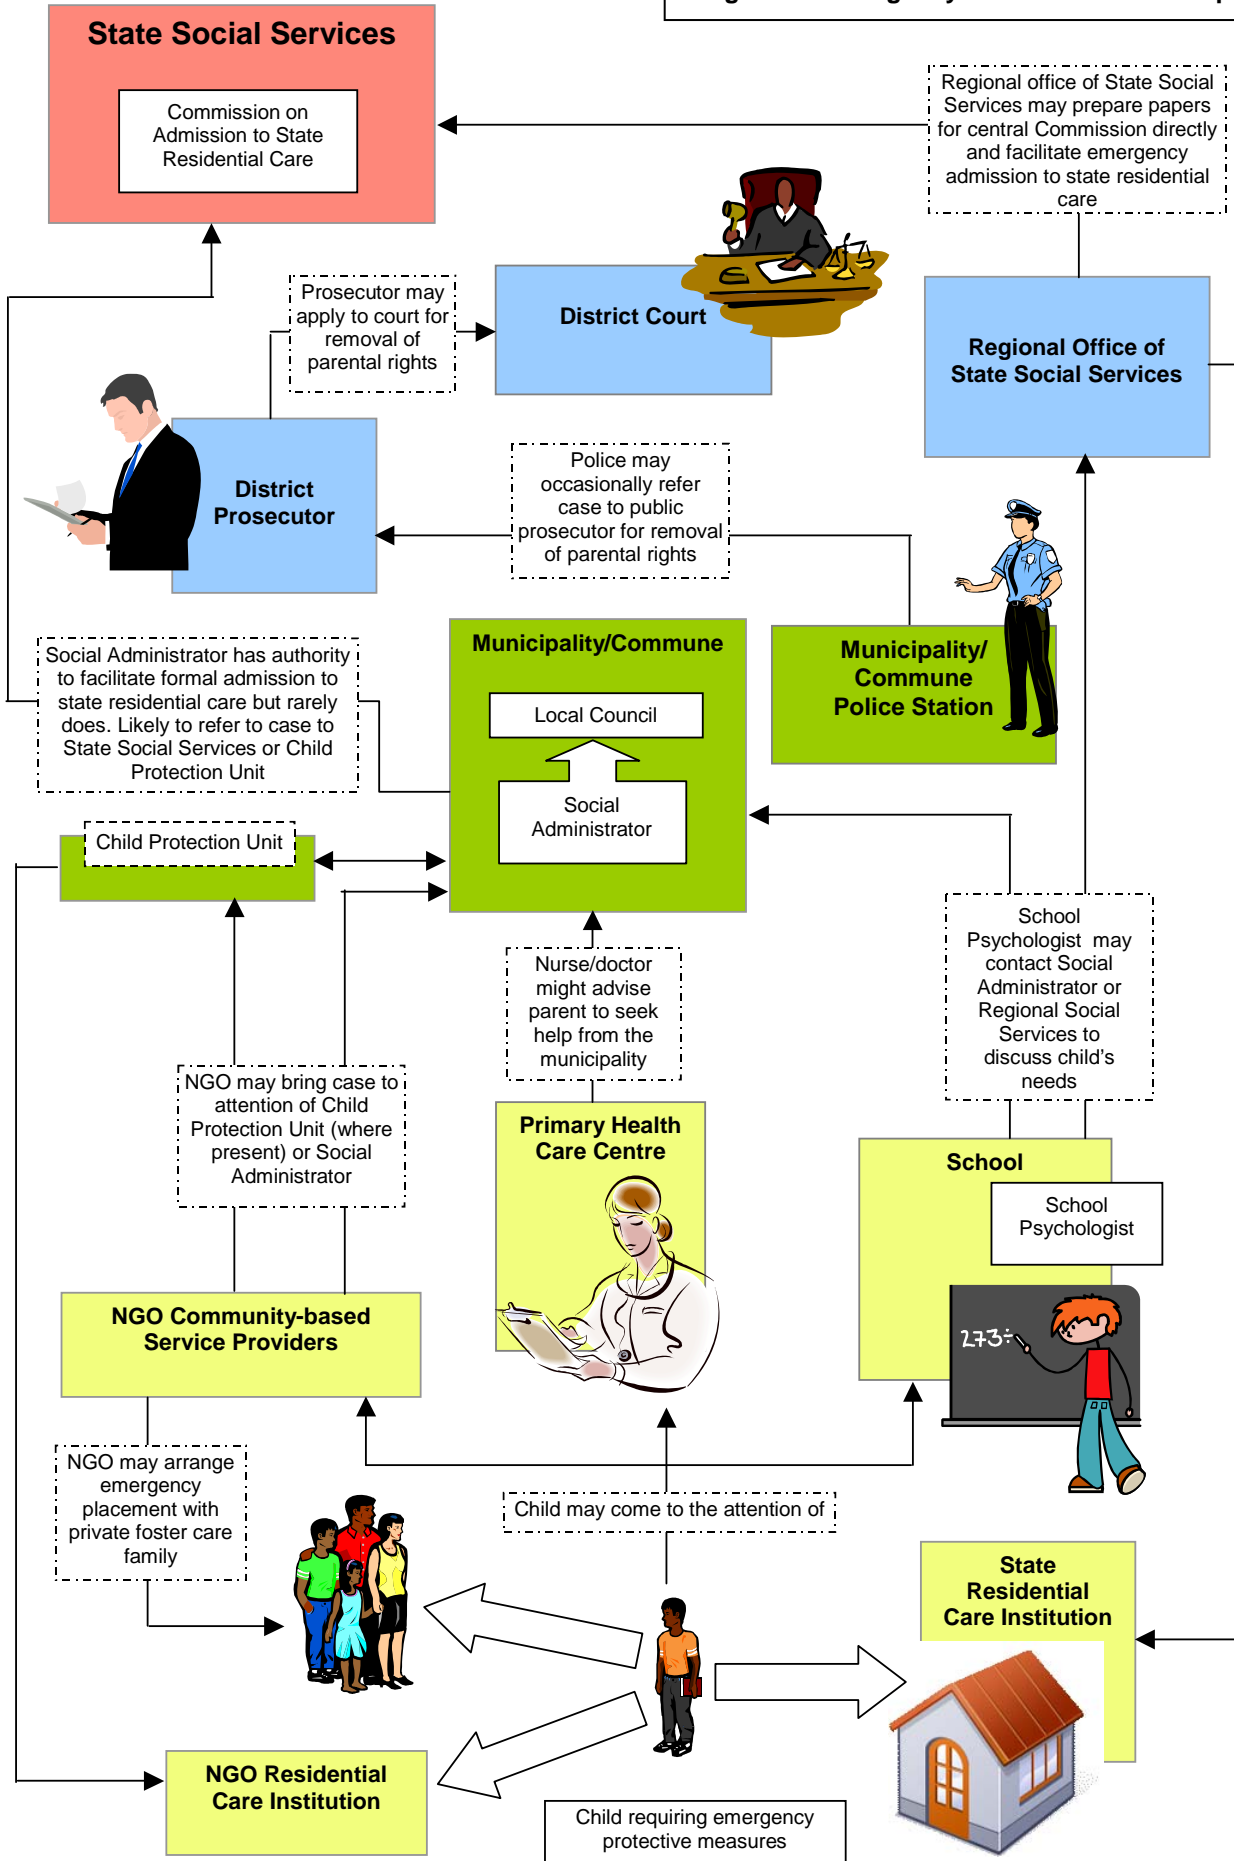 State Social Services
Commission on
Admission to State
Residential Care
Regional office of State Social
Services may prepare papers
for central Commission directly
and facilitate emergency
admission to state residential
care
Prosecutor may
apply to court for
removal of
parental rights
District Court
Regional Office of
State Social Services
District
Prosecutor
Police may
occasionally refer
case to public
prosecutor for removal
of parental rights
Social Administrator has authority
to facilitate formal admission to
state residential care but rarely
does. Likely to refer to case to
State Social Services or Child
Protection Unit
Municipality/Commune
Local Council
Social
Administrator
Municipality/
Commune
Police Station
Child Protection Unit
School
Psychologist may
contact Social
Administrator or
Regional Social
Services to
discuss child's
needs
Nurse/doctor
might advise
parent to seek
help from the
municipality
NGO may bring case to
attention of Child
Protection Unit (where
present) or Social
Administrator
Primary Health
Care Centre
School
School
Psychologist
273÷
NGO Community-based
Service Providers
NGO may arrange
emergency
placement with
private foster care
family
Child may come to the attention of
State
Residential
Care Institution
NGO Residential
Care Institution
Child requiring emergency
protective measures